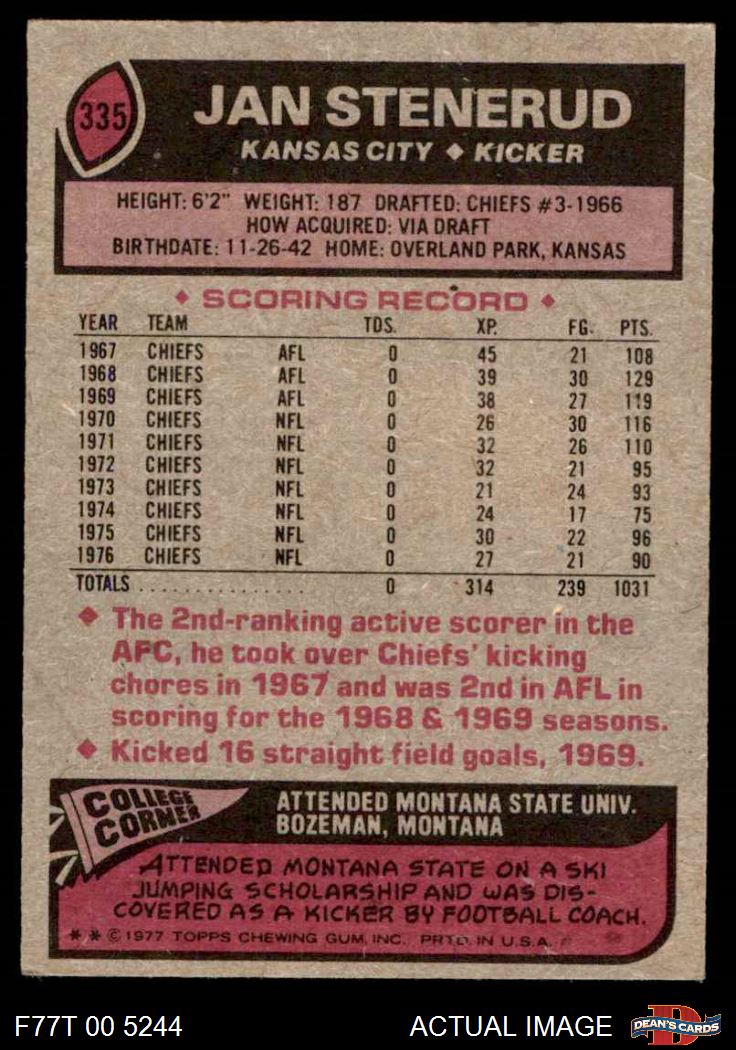 335
JAN STENERUD
KANSAS CITY ♦ KICKER
HEIGHT: 6'2" WEIGHT: 187 DRAFTED: CHIEFS #3-1966
HOW ACQUIRED: VIA DRAFT
BIRTHDATE: 11-26-42 HOME: OVERLAND PARK, KANSAS
♦ SCORING RECORD ♦
YEAR TEAM TDS. XP. FG. PTS.
1967 CHIEFS AFL 0 45 21 108
1968 CHIEFS AFL 0 39 30 129
1969 CHIEFS AFL 0 38 27 119
1970 CHIEFS NFL 0 26 30 116
1971 CHIEFS NFL 0 32 26 110
1972 CHIEFS NFL 0 32 21 95
1973 CHIEFS NFL 0 21 24 93
1974 CHIEFS NFL 0 24 17 75
1975 CHIEFS NFL 0 30 22 96
1976 CHIEFS NFL 0 27 21 90
TOTALS ................ 0 314 239 1031
♦ The 2nd-ranking active scorer in the
AFC, he took over Chiefs' kicking
chores in 1967 and was 2nd in AFL in
scoring for the 1968 & 1969 seasons.
♦ Kicked 16 straight field goals, 1969.
COLLEGE
CORNER
ATTENDED MONTANA STATE UNIV.
BOZEMAN, MONTANA
ATTENDED MONTANA STATE ON A SKI
JUMPING SCHOLARSHIP AND WAS DIS-
COVERED AS A KICKER BY FOOTBALL COACH.
* * © 1977 TOPPS CHEWING GUM, INC. PRTD. IN U.S.A.
F77T 00 5244 ACTUAL IMAGE
D
DEAN'S CARDS